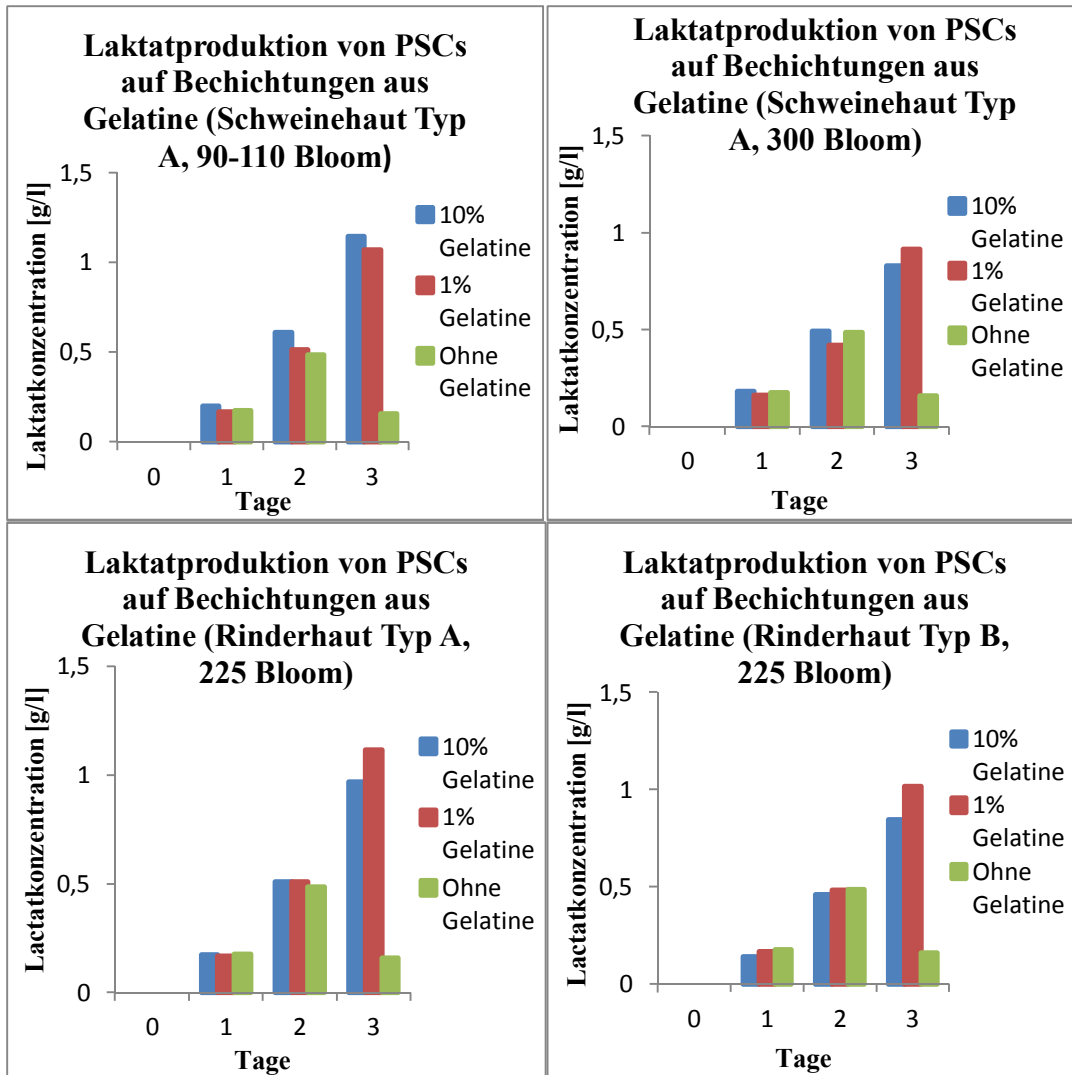 Laktatproduktion von PSCs
auf Bechichtungen aus
Gelatine (Schweinehaut Typ
A, 90-110 Bloom)
Laktatkonzentration [g/l]
1,5
1
0,5
0
0 1 2 3
Tage
10%
Gelatine
1%
Gelatine
Ohne
Gelatine
Laktatproduktion von PSCs
auf Bechichtungen aus
Gelatine (Schweinehaut Typ
A, 300 Bloom)
Laktatkonzentration [g/l]
1,5
1
0,5
0
0 1 2 3
Tage
10%
Gelatine
1%
Gelatine
Ohne
Gelatine
Laktatproduktion von PSCs
auf Bechichtungen aus
Gelatine (Rinderhaut Typ A,
225 Bloom)
Lactatkonzentration [g/l]
1,5
1
0,5
0
0 1 2 3
Tage
10%
Gelatine
1%
Gelatine
Ohne
Gelatine
Laktatproduktion von PSCs
auf Bechichtungen aus
Gelatine (Rinderhaut Typ B,
225 Bloom)
Lactatkonzentration [g/l]
1,5
1
0,5
0
0 1 2 3
Tage
10%
Gelatine
1%
Gelatine
Ohne
Gelatine